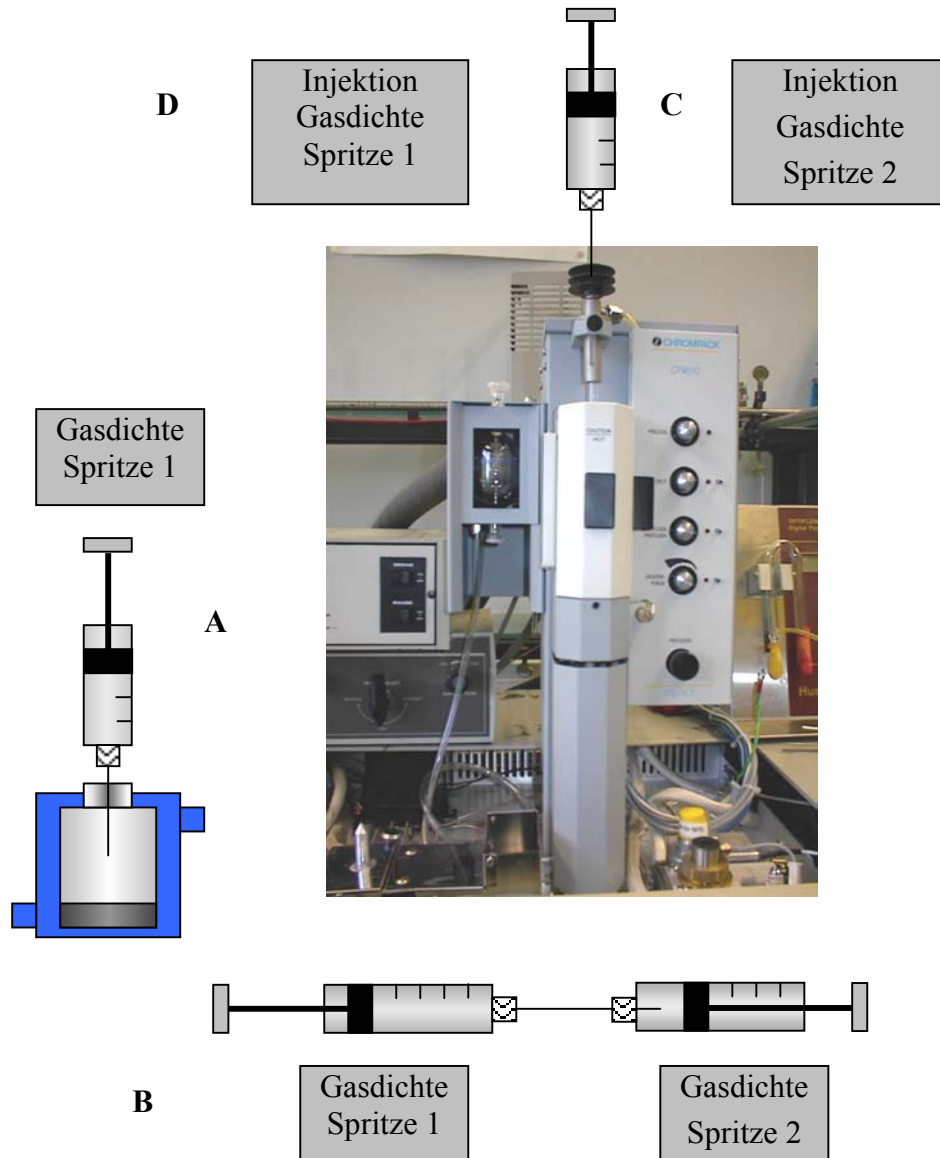 D
Injektion
Gasdichte
Spritze 1
C
Injektion
Gasdichte
Spritze 2
CHROMPACK
CAUTION
HOT
Gasdichte
Spritze 1
A
B
Gasdichte
Spritze 1
Gasdichte
Spritze 2